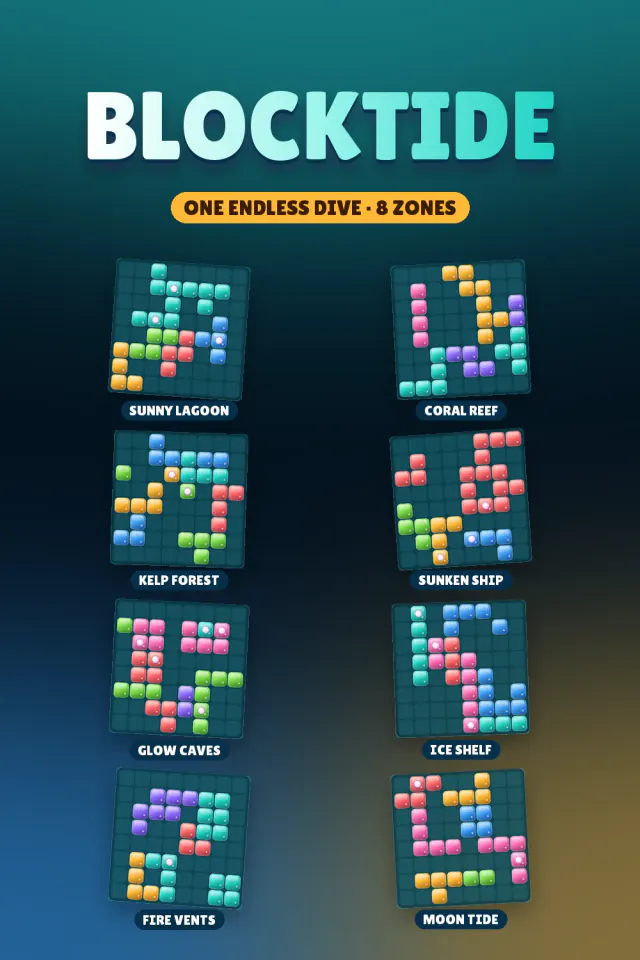 BLOCKTIDE
ONE ENDLESS DIVE · 8 ZONES
SUNNY LAGOON
CORAL REEF
KELP FOREST
SUNKEN SHIP
GLOW CAVES
ICE SHELF
FIRE VENTS
MOON TIDE